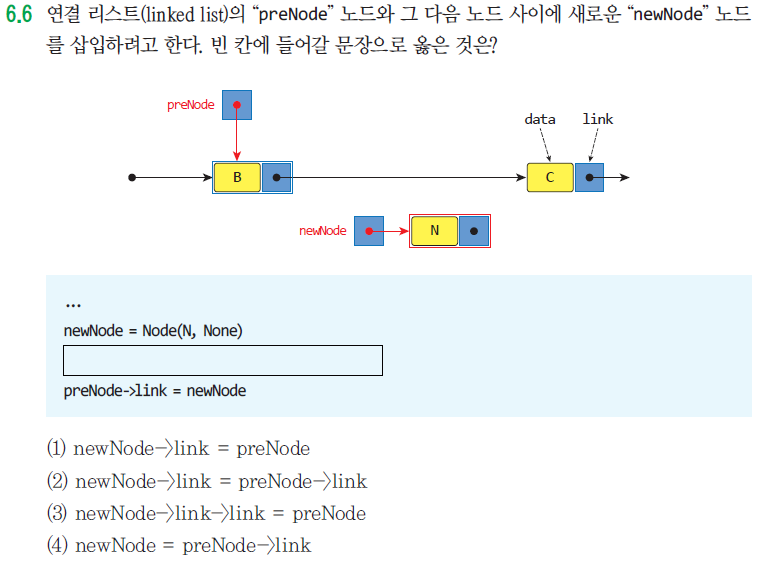 6.6 연결 리스트(linked list)의 “preNode” 노드와 그 다음 노드 사이에 새로운 “newNode” 노드
를 삽입하려고 한다. 빈 칸에 들어갈 문장으로 옳은 것은?
preNode
data link
B
C
newNode
N
...
newNode = Node(N, None)
preNode->link = newNode
(1) newNode->link = preNode
(2) newNode->link = preNode->link
(3) newNode->link->link = preNode
(4) newNode = preNode->link